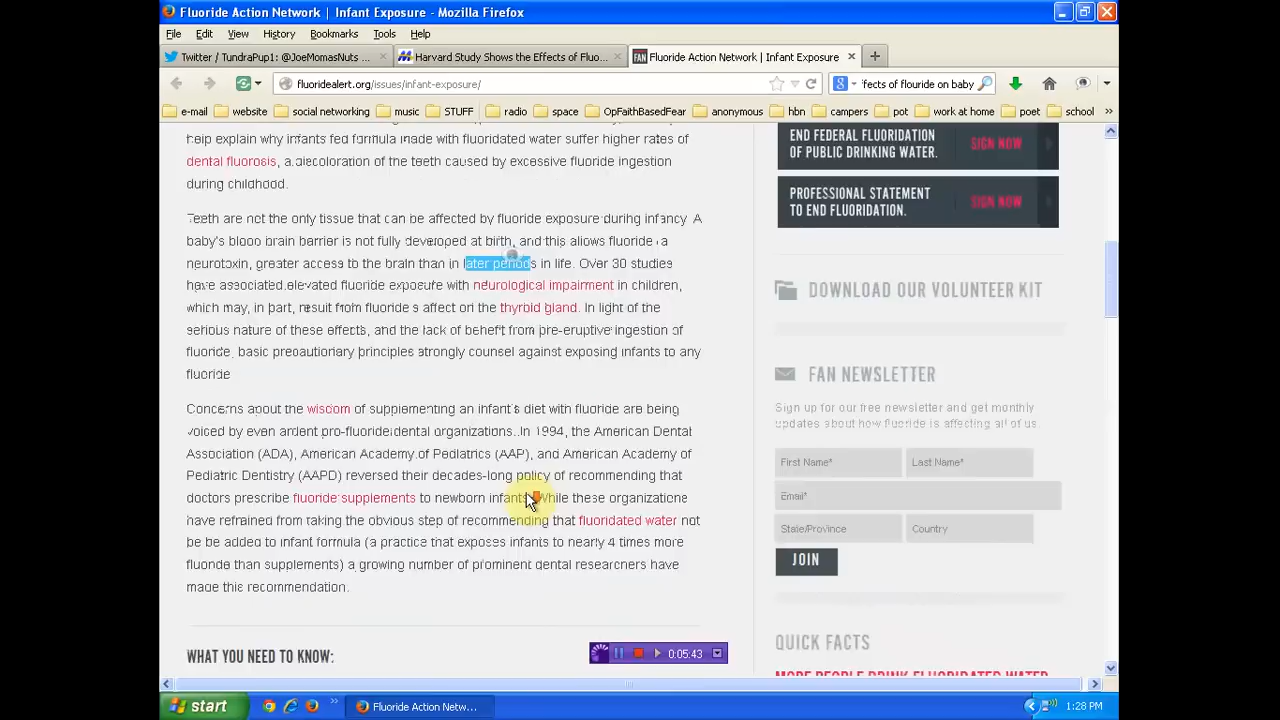 Fluoride Action Network | Infant Exposure - Mozilla Firefox
File Edit View History Bookmarks Tools Help
Twitter / TundraPup1: @JoeMomasNuts ...
Harvard Study Shows the Effects of Fluo...
FAN Fluoride Action Network | Infant Exposure
fluoridealert.org/issues/infant-exposure/
ffects of flouride on baby
e-mail website social networking music STUFF radio space OpFaithBasedFear anonymous hbn campers pot work at home poet school
help explain why infants fed formula made with fluoridated water suffer higher rates of
dental fluorosis, a discoloration of the teeth caused by excessive fluoride ingestion
during childhood.
Teeth are not the only tissue that can be affected by fluoride exposure during infancy. A
baby's blood brain barrier is not fully developed at birth, and this allows fluoride, a
neurotoxin, greater access to the brain than in later periods in life. Over 30 studies
have associated elevated fluoride exposure with neurological impairment in children,
which may, in part, result from fluoride's affect on the thyroid gland. In light of the
serious nature of these effects, and the lack of benefit from pre-eruptive ingestion of
fluoride, basic precautionary principles strongly counsel against exposing infants to any
fluoride
Concerns about the wisdom of supplementing an infant's diet with fluoride are being
voiced by even ardent pro-fluoride dental organizations. In 1994, the American Dental
Association (ADA), American Academy of Pediatrics (AAP), and American Academy of
Pediatric Dentistry (AAPD) reversed their decades-long policy of recommending that
doctors prescribe fluoride supplements to newborn infants. While these organizations
have refrained from taking the obvious step of recommending that fluoridated water not
be be added to infant formula (a practice that exposes infants to nearly 4 times more
fluoride than supplements) a growing number of prominent dental researchers have
made this recommendation.
WHAT YOU NEED TO KNOW:
0:05:43
END FEDERAL FLUORIDATION
OF PUBLIC DRINKING WATER.
SIGN NOW
PROFESSIONAL STATEMENT
TO END FLUORIDATION.
SIGN NOW
DOWNLOAD OUR VOLUNTEER KIT
FAN NEWSLETTER
Sign up for our free newsletter and get monthly
updates about how fluoride is affecting all of us.
First Name* Last Name*
Email*
State/Province Country
JOIN
QUICK FACTS
MORE PEOPLE DRINK FLUORIDATED WATER
start
Fluoride Action Netw...
1:28 PM